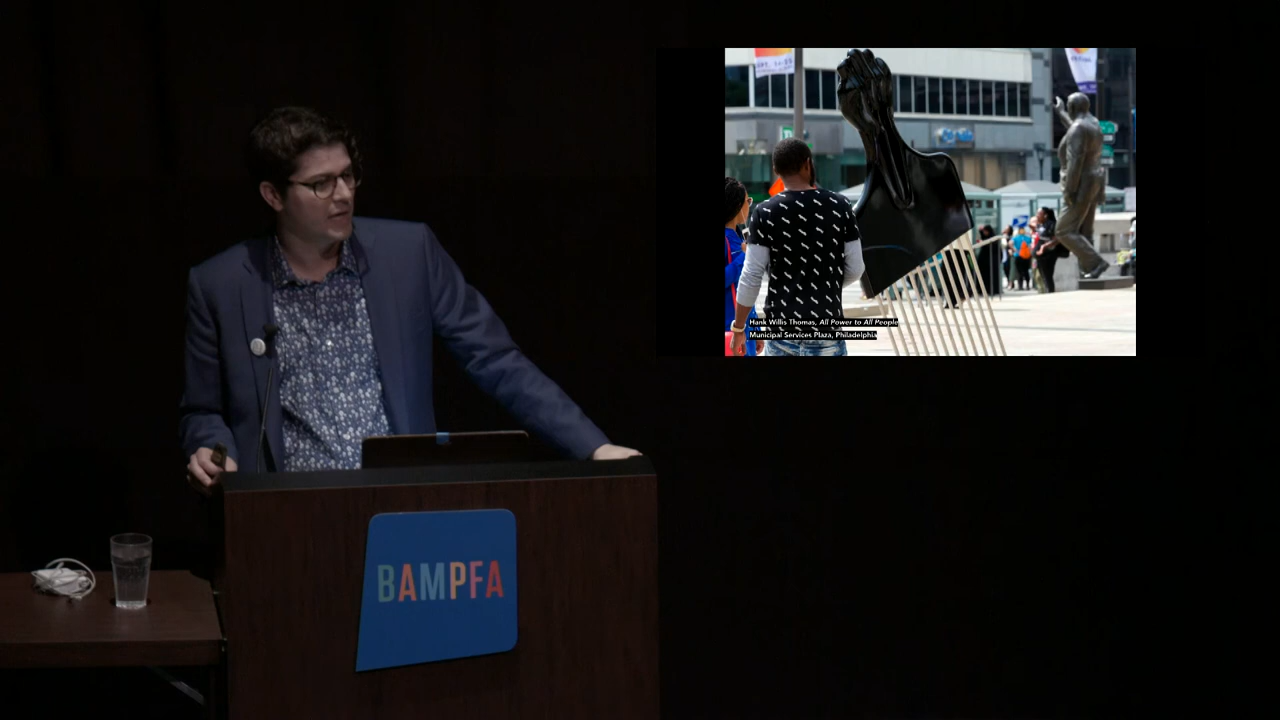 Hank Willis Thomas, All Power to All People
Municipal Services Plaza, Philadelphia
BAMPFA